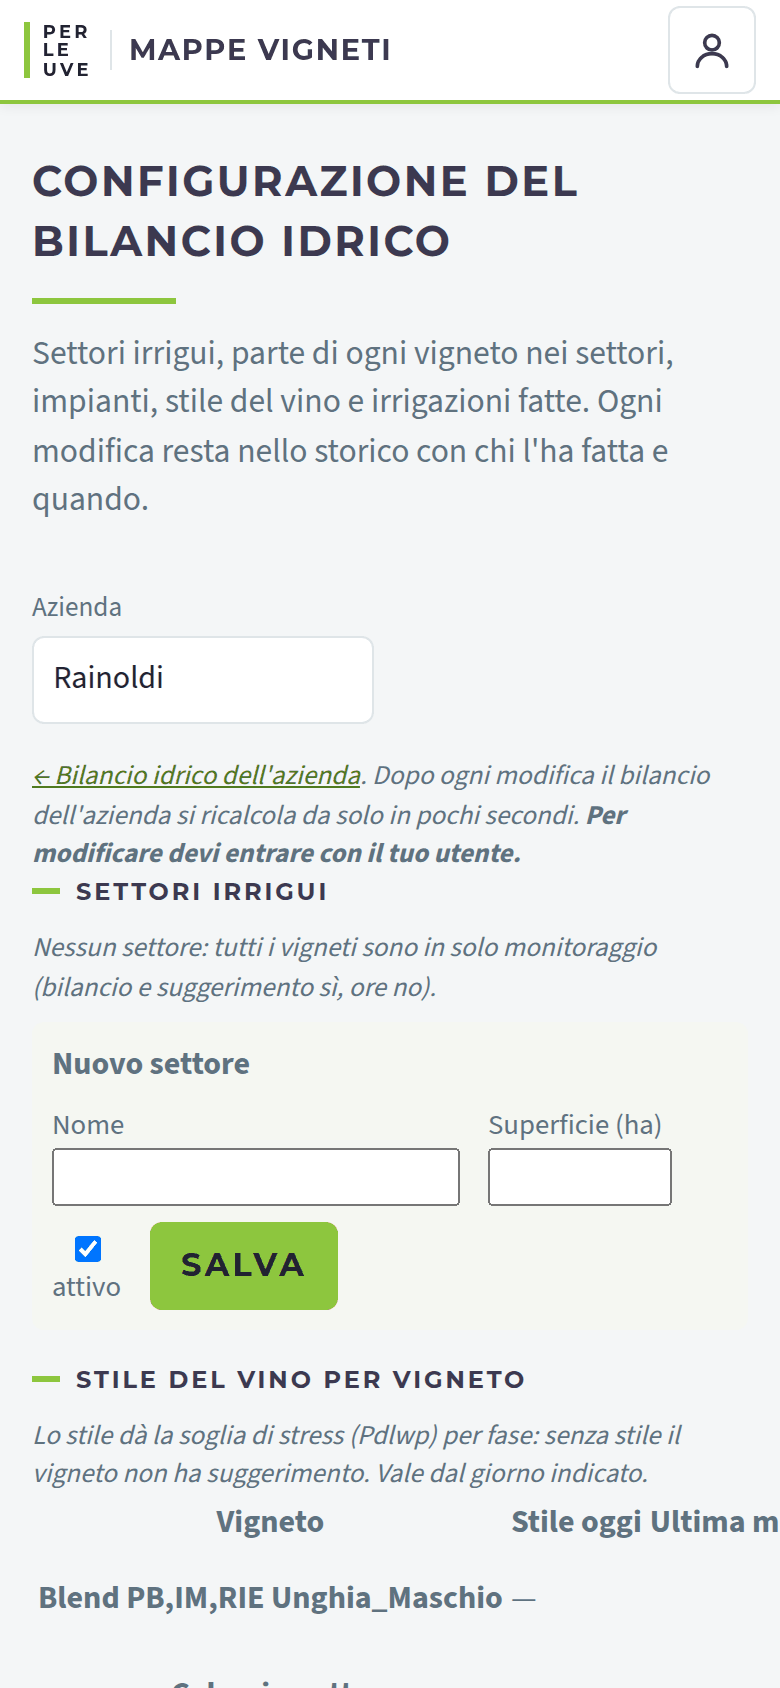 PER
LE
UVE
MAPPE VIGNETI
CONFIGURAZIONE DEL
BILANCIO IDRICO
Settori irrigui, parte di ogni vigneto nei settori,
impianti, stile del vino e irrigazioni fatte. Ogni
modifica resta nello storico con chi l'ha fatta e
quando.
Azienda
Rainoldi
← Bilancio idrico dell'azienda. Dopo ogni modifica il bilancio
dell'azienda si ricalcola da solo in pochi secondi. Per
modificare devi entrare con il tuo utente.
SETTORI IRRIGUI
Nessun settore: tutti i vigneti sono in solo monitoraggio
(bilancio e suggerimento sì, ore no).
Nuovo settore
Nome Superficie (ha)
attivo SALVA
STILE DEL VINO PER VIGNETO
Lo stile dà la soglia di stress (Pdlwp) per fase: senza stile il
vigneto non ha suggerimento. Vale dal giorno indicato.
Vigneto Stile oggi Ultima m
Blend PB,IM,RIE Unghia_Maschio —